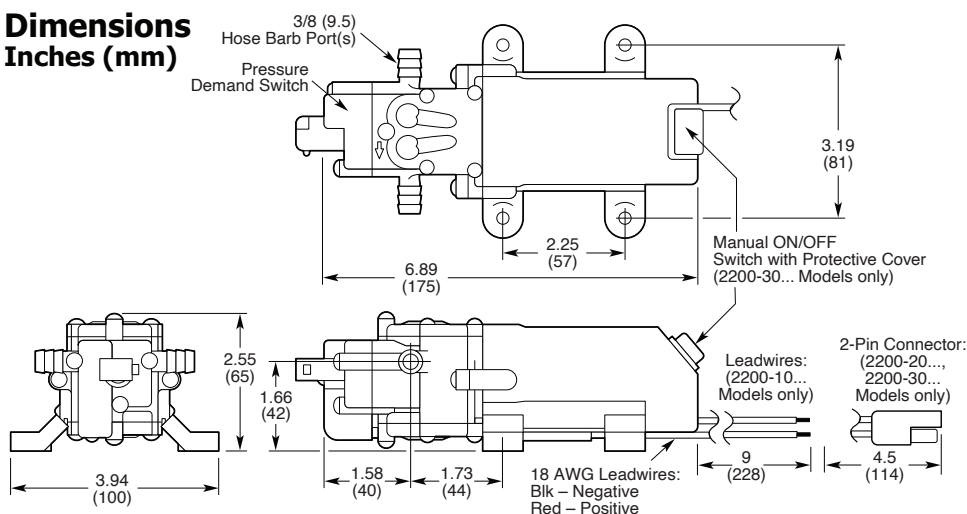 Dimensions
Inches (mm)
3/8 (9.5)
Hose Barb Port(s)
Pressure
Demand Switch
3.19
(81)
2.25
(57)
6.89
(175)
Manual ON/OFF
Switch with Protective Cover
(2200-30... Models only)
2.55
(65)
1.66
(42)
3.94
(100)
1.58
(40)
1.73
(44)
18 AWG Leadwires:
Blk – Negative
Red – Positive
Leadwires:
(2200-10...
Models only)
9
(228)
2-Pin Connector:
(2200-20...,
2200-30...
Models only)
4.5
(114)